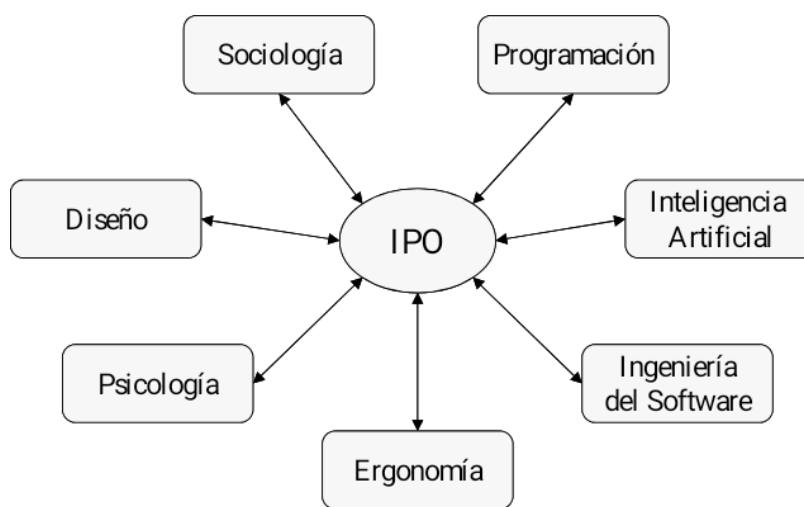 Sociología
Programación
Diseño
IPO
Inteligencia
Artificial
Psicología
Ingeniería
del Software
Ergonomía